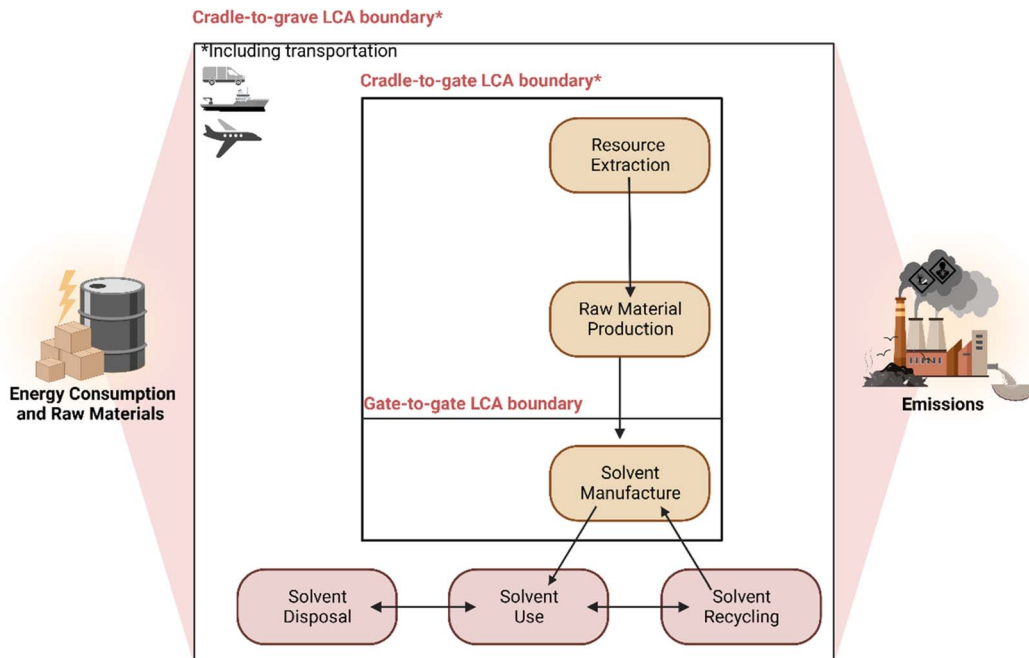 Cradle-to-grave LCA boundary*
*Including transportation
Cradle-to-gate LCA boundary*
Resource
Extraction
Raw Material
Production
Energy Consumption
and Raw Materials
Emissions
Gate-to-gate LCA boundary
Solvent
Manufacture
Solvent
Disposal
Solvent
Use
Solvent
Recycling